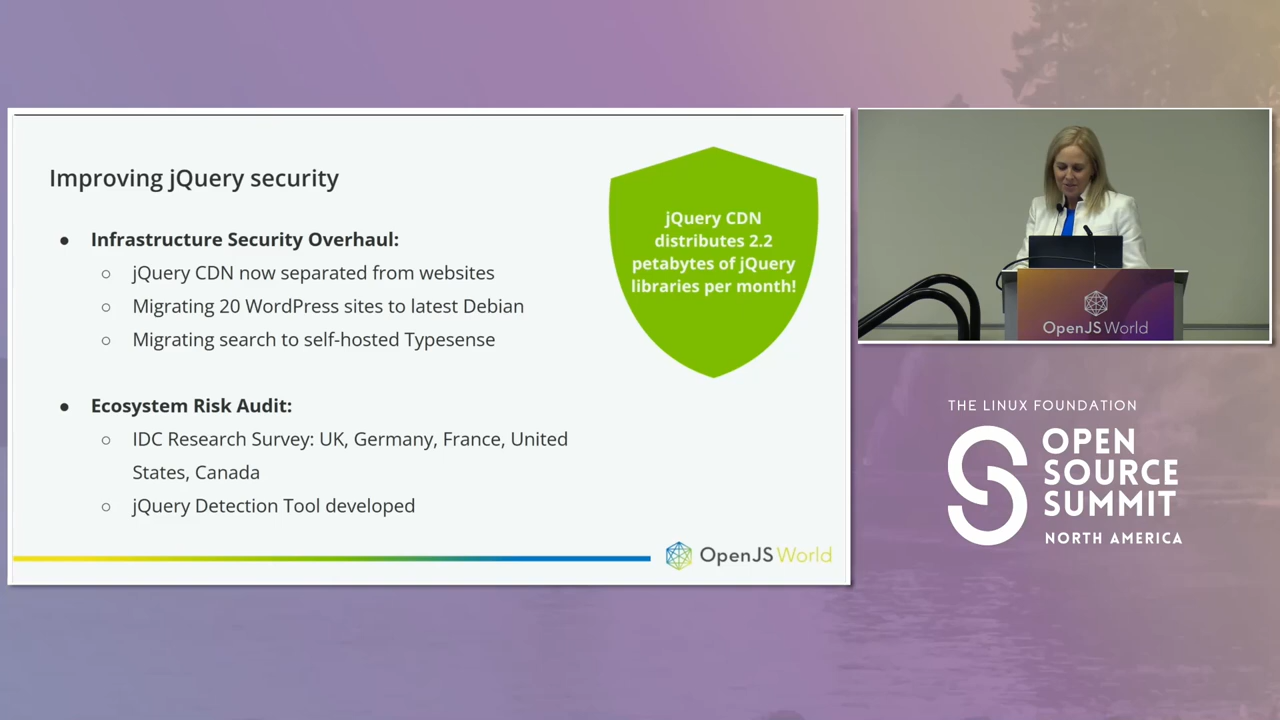 Improving jQuery security
● Infrastructure Security Overhaul:
○ jQuery CDN now separated from websites
○ Migrating 20 WordPress sites to latest Debian
○ Migrating search to self-hosted Typesense
● Ecosystem Risk Audit:
○ IDC Research Survey: UK, Germany, France, United
States, Canada
○ jQuery Detection Tool developed
jQuery CDN
distributes 2.2
petabytes of jQuery
libraries per month!
OpenJS World
OpenJS World
THE LINUX FOUNDATION
OPEN
SOURCE
SUMMIT
NORTH AMERICA